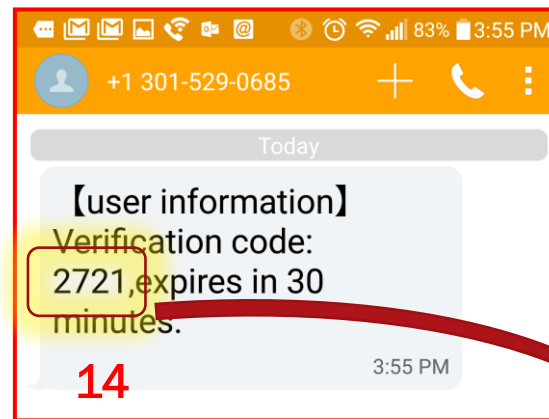 83% 3:55 PM
+1 301-529-0685
Today
【user information】
Verification code:
2721,expires in 30
minutes.
3:55 PM
14